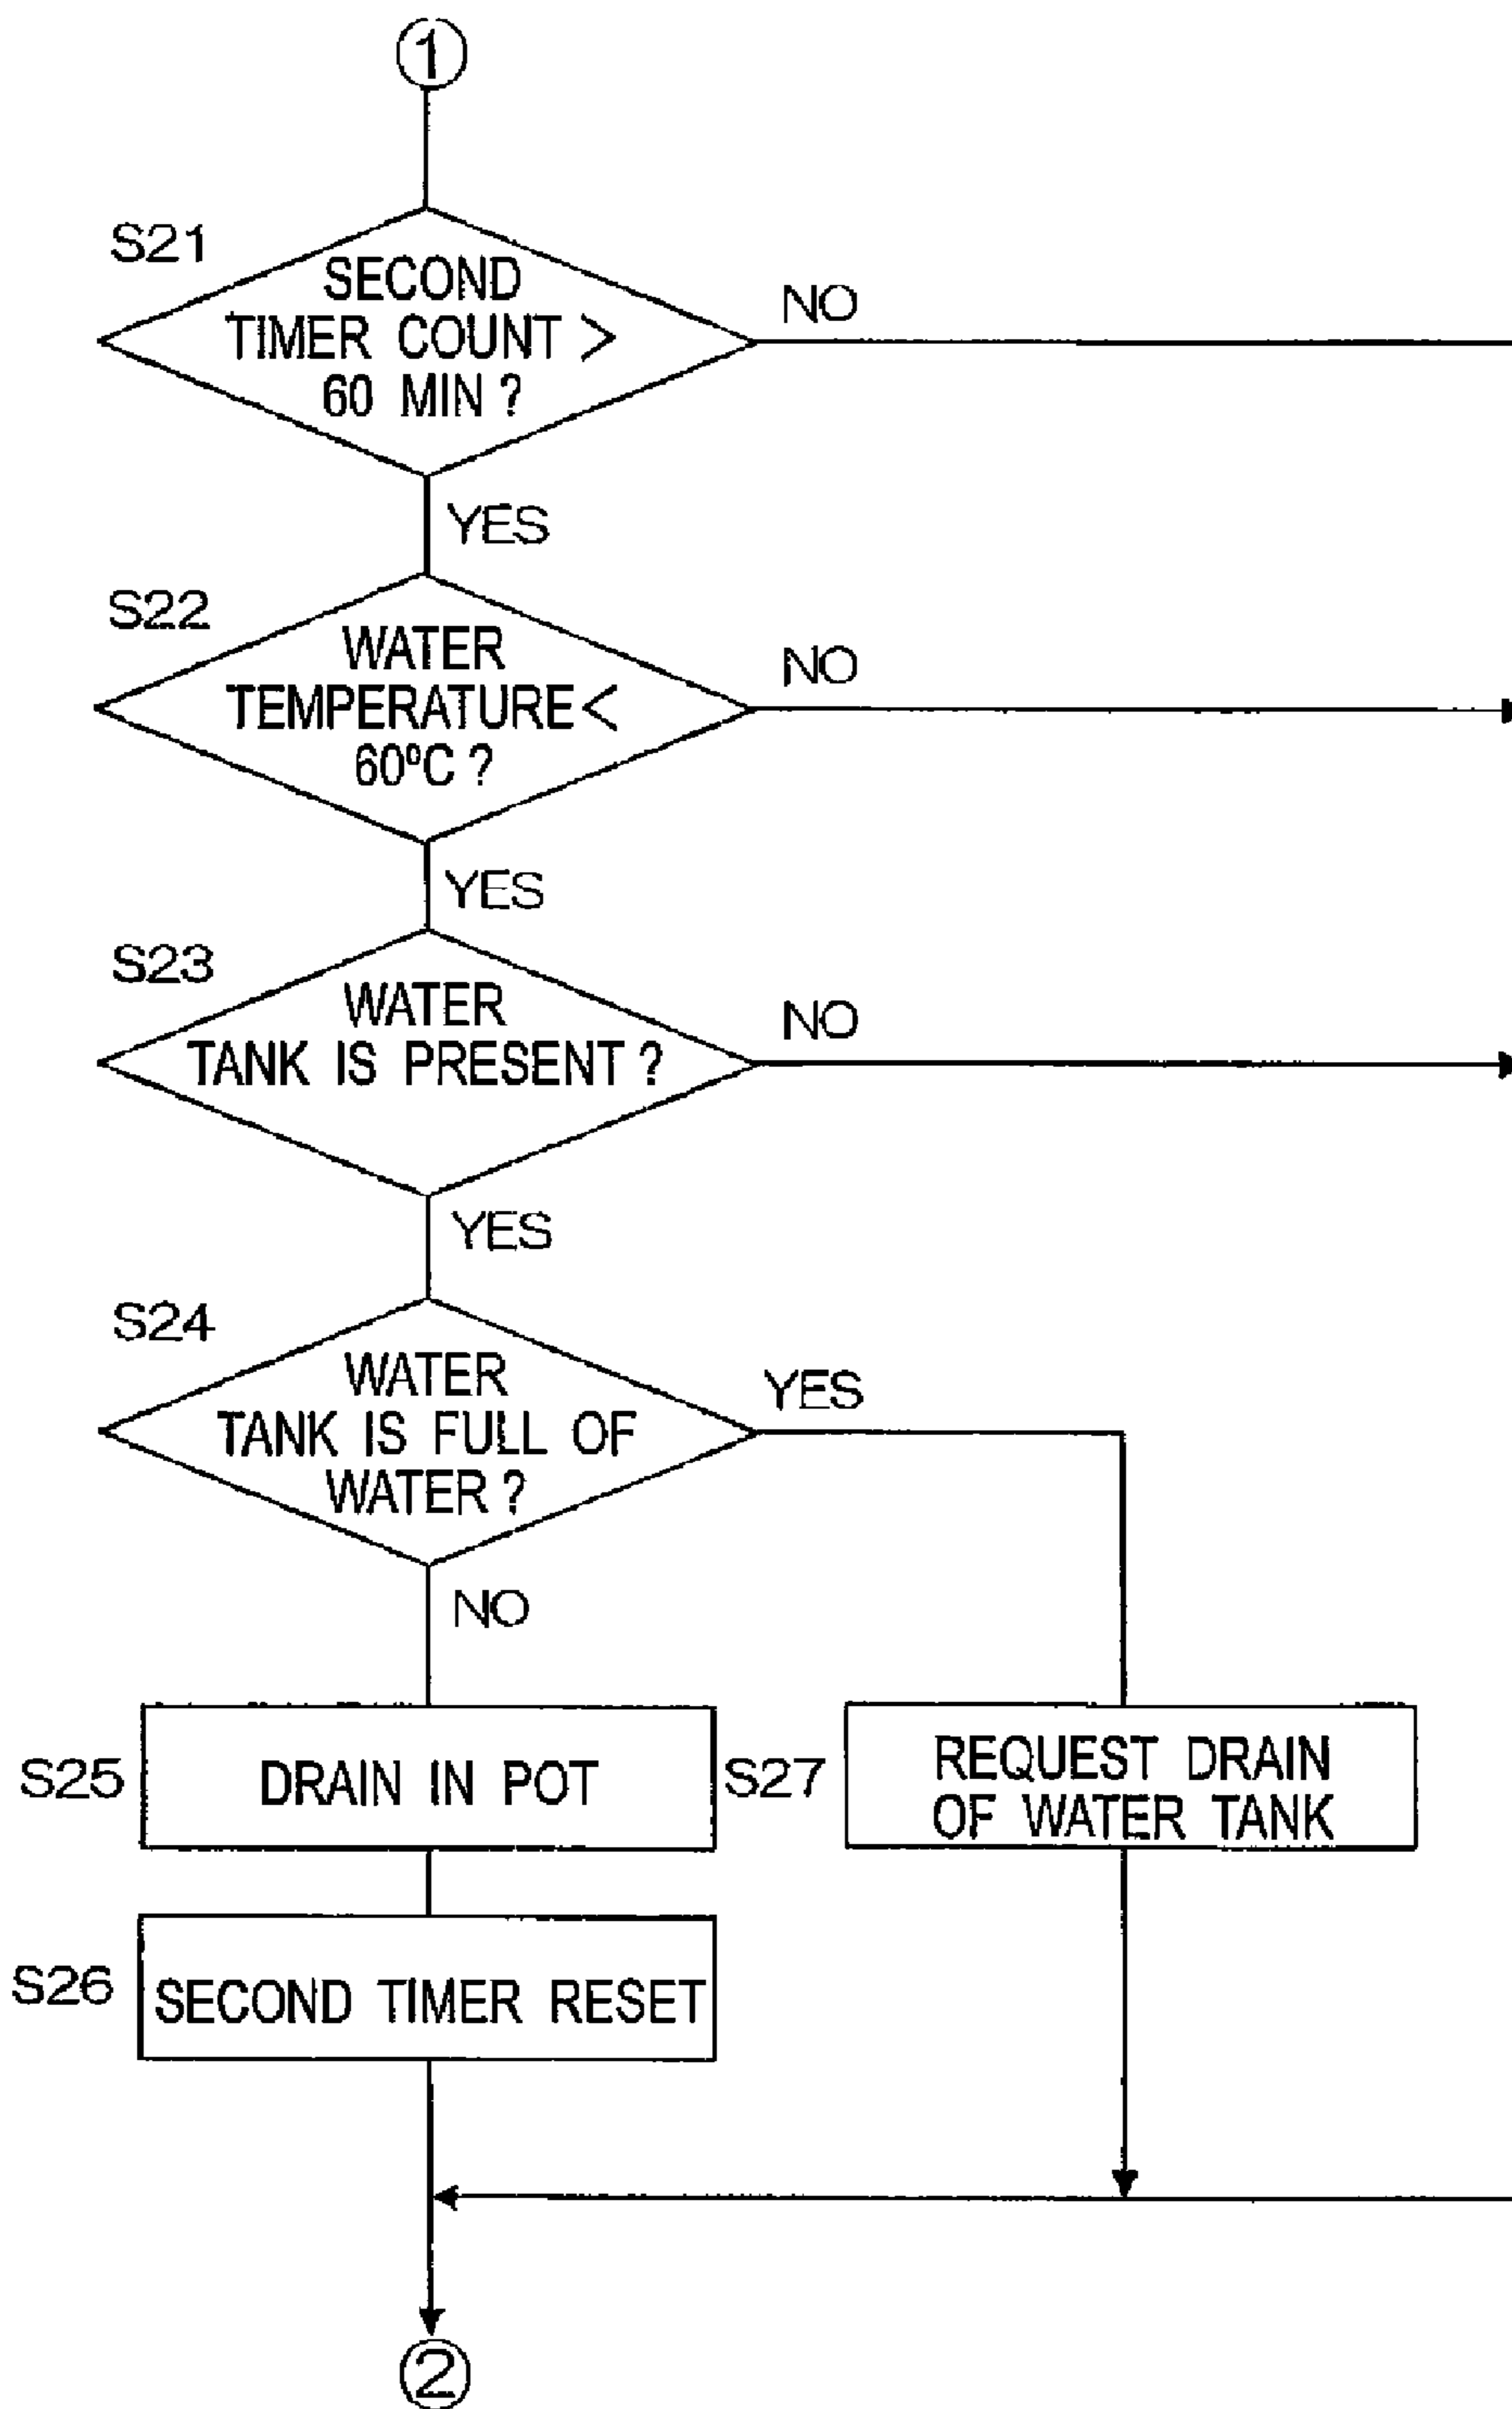 ①
S21
SECOND
TIMER COUNT >
60 MIN ?
NO
YES
S22
WATER
TEMPERATURE <
60ºC ?
NO
YES
S23
WATER
TANK IS PRESENT ?
NO
YES
S24
WATER
TANK IS FULL OF
WATER ?
YES
NO
S25
DRAIN IN POT
S27
REQUEST DRAIN
OF WATER TANK
S26
SECOND TIMER RESET
②